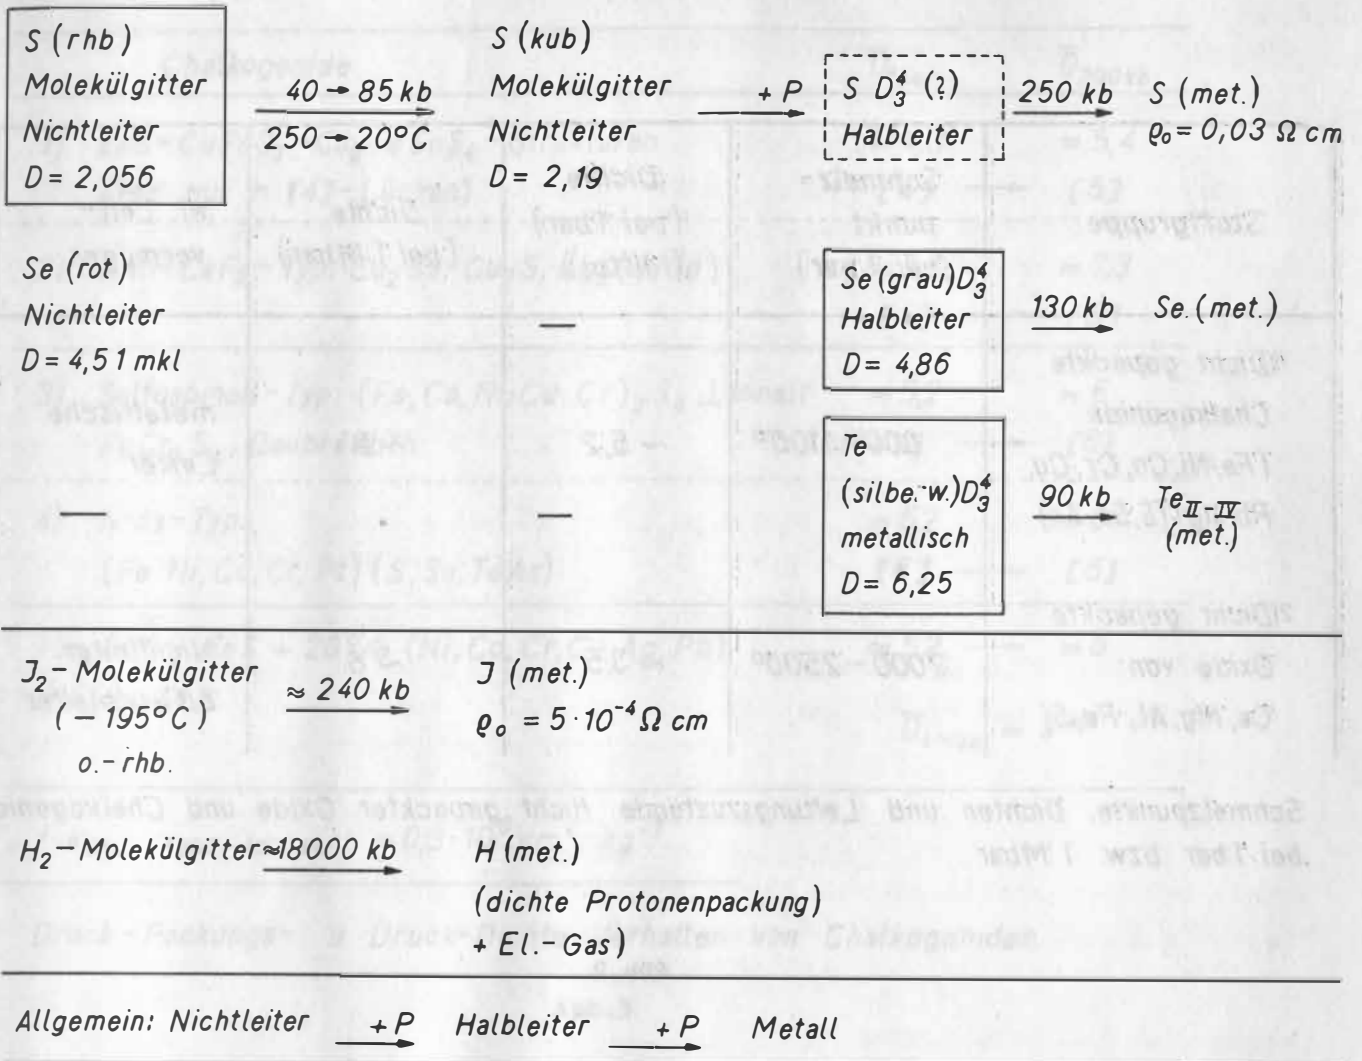 S (rhb)
Molekülgitter
Nichtleiter
D = 2,056
40 → 85 kb
250 → 20°C
S (kub)
Molekülgitter
Nichtleiter
D = 2,19
+ P
S D₃⁴ (?)
Halbleiter
250 kb
S (met.)
ϱ₀ = 0,03 Ω cm
Se (rot)
Nichtleiter
D = 4,51 mkl
—
Se (grau) D₃⁴
Halbleiter
D = 4,86
130 kb
Se. (met.)
—
—
Te
(silbe.-w.) D₃⁴
metallisch
D = 6,25
90 kb
Te II-IV
(met.)
J₂ – Molekülgitter
(– 195°C)
o.- rhb.
≈ 240 kb
J (met.)
ϱ₀ = 5·10⁻⁴ Ω cm
H₂ – Molekülgitter
≈18000 kb
H (met.)
(dichte Protonenpackung)
+ El.- Gas)
Allgemein: Nichtleiter + P Halbleiter + P Metall